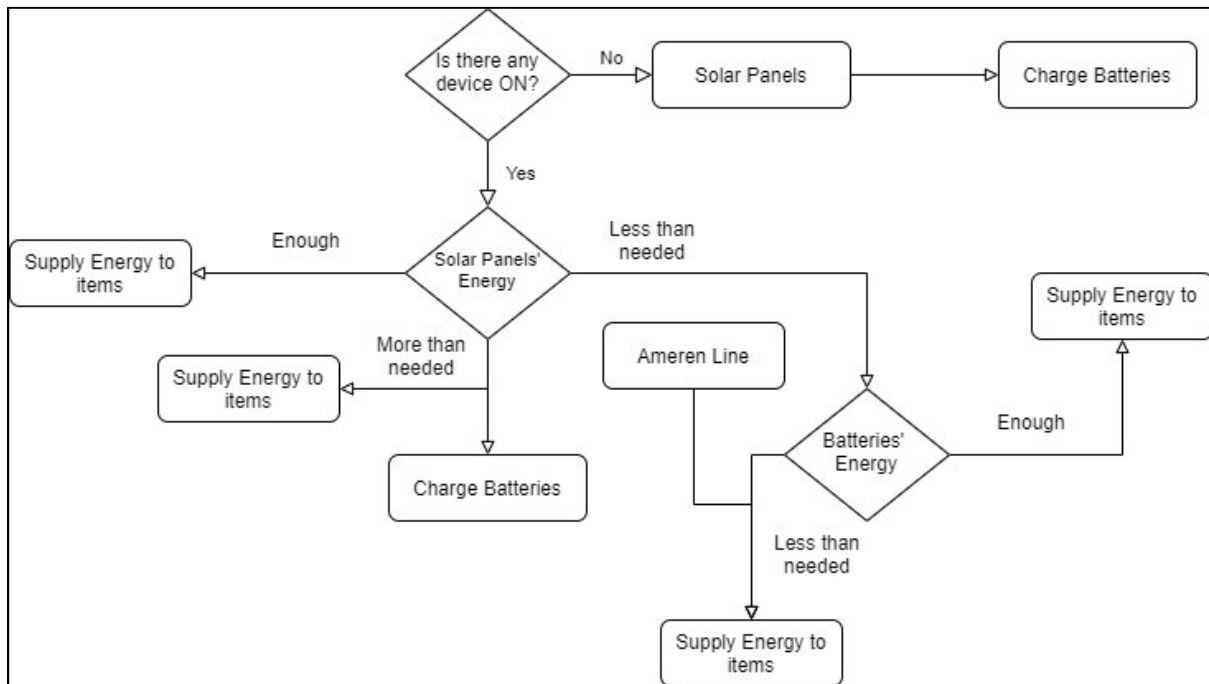 Is there any
device ON?
No
Solar Panels
Charge Batteries
Yes
Less than
needed
Enough
Supply Energy to
items
Solar Panels'
Energy
Supply Energy to
items
More than
needed
Ameren Line
Supply Energy to
items
Enough
Batteries'
Energy
Charge Batteries
Less than
needed
Supply Energy to
items